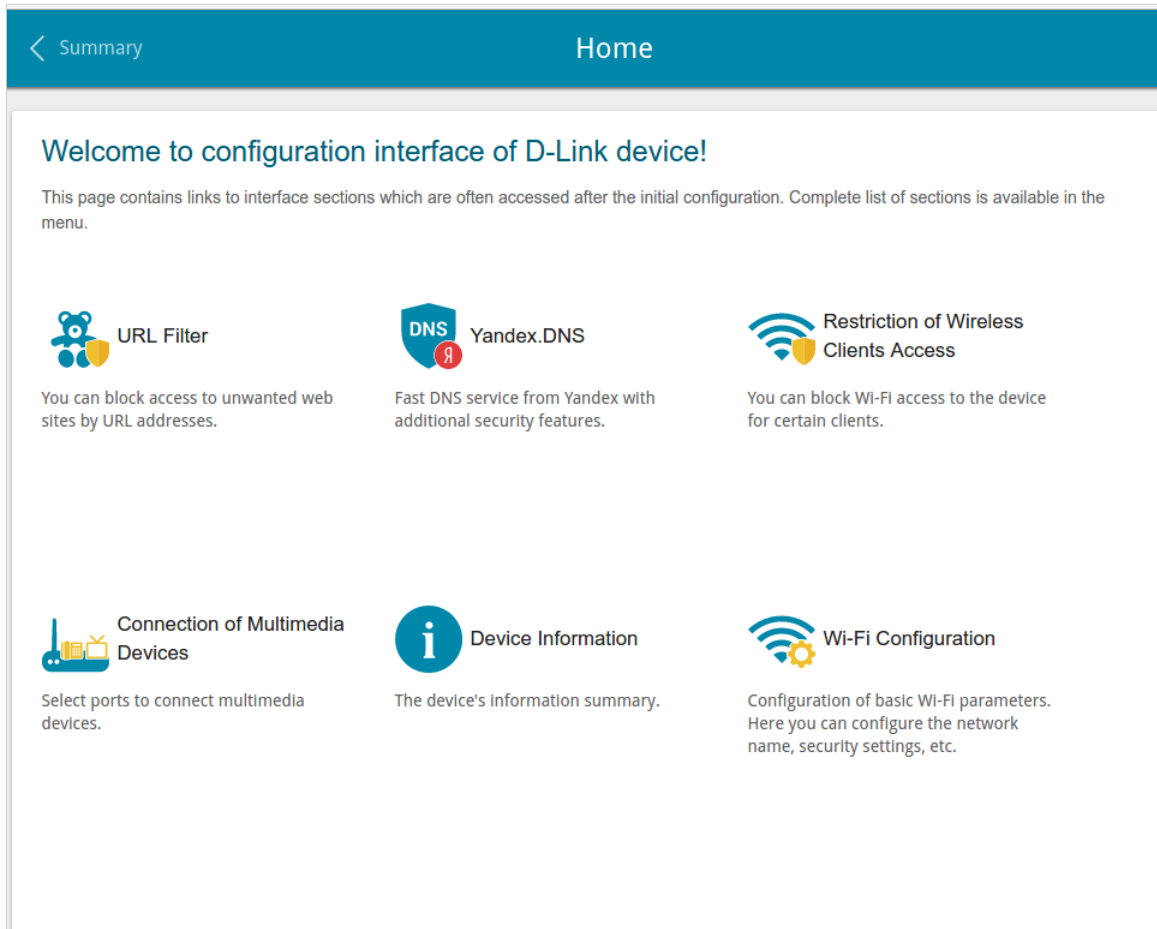 Summary
Home
Welcome to configuration interface of D-Link device!
This page contains links to interface sections which are often accessed after the initial configuration. Complete list of sections is available in the
menu.
URL Filter
You can block access to unwanted web
sites by URL addresses.
DNS
Я
Yandex.DNS
Fast DNS service from Yandex with
additional security features.
Restriction of Wireless
Clients Access
You can block Wi-Fi access to the device
for certain clients.
Connection of Multimedia
Devices
Select ports to connect multimedia
devices.
i
Device Information
The device's information summary.
Wi-Fi Configuration
Configuration of basic Wi-Fi parameters.
Here you can configure the network
name, security settings, etc.